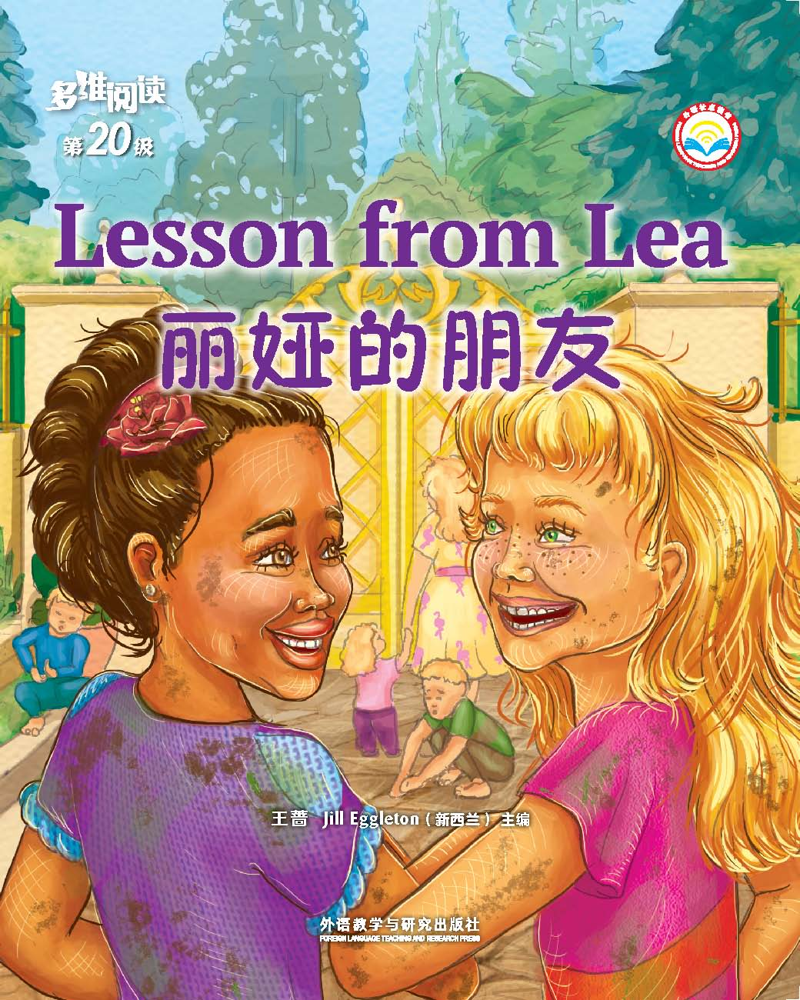 多维阅读
第20级
Lesson from Lea
丽娅的朋友
王蔷 Jill Eggleton（新西兰） 主编
外语教学与研究出版社
FOREIGN LANGUAGE TEACHING AND RESEARCH PRESS